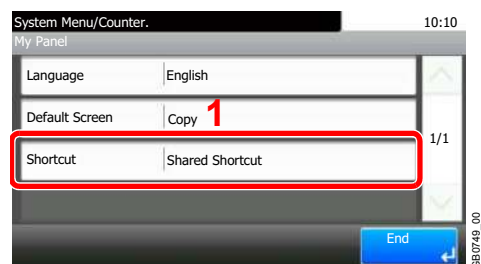 System Menu/Counter. 10:10
My Panel
Language English
Default Screen Copy 1
1/1
Shortcut Shared Shortcut
End
GB0749_00